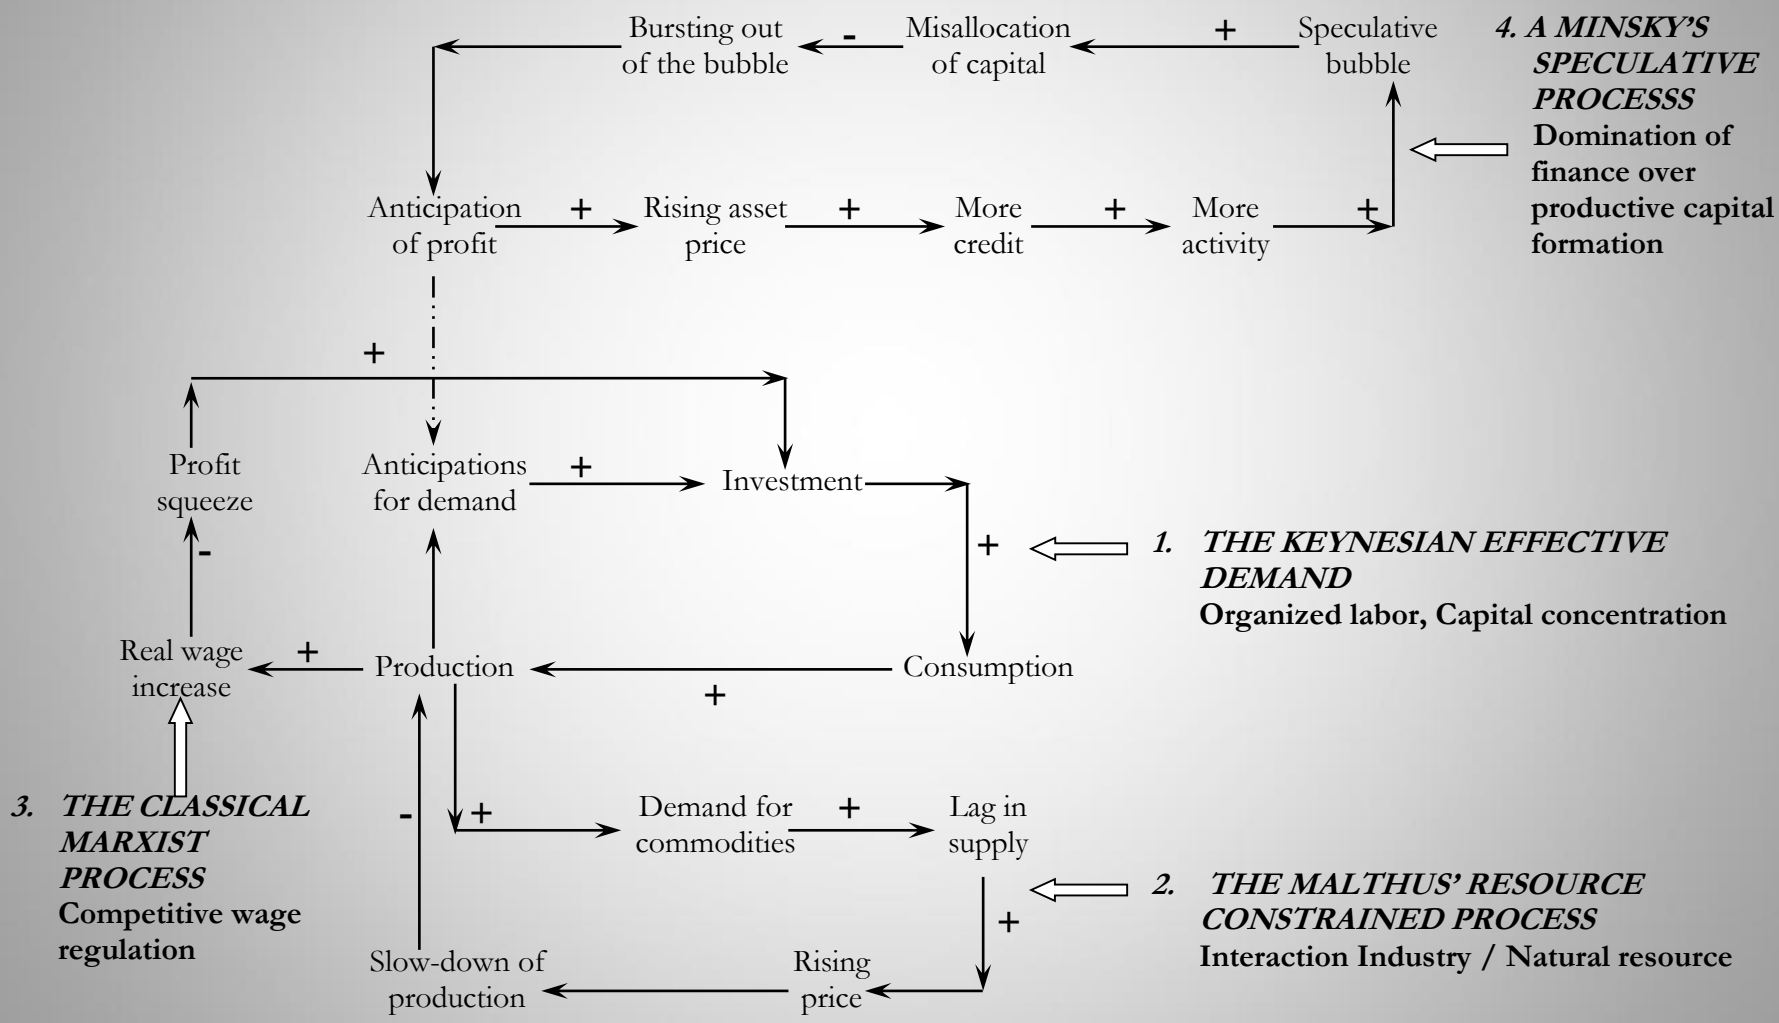 Bursting out
of the bubble
-
Misallocation
of capital
+
Speculative
bubble
4. A MINSKY'S
SPECULATIVE
PROCESSS
Domination of
finance over
productive capital
formation
Anticipation
of profit
+
Rising asset
price
+
More
credit
+
More
activity
+
+
Profit
squeeze
-
Anticipations
for demand
+
Investment
+
1. THE KEYNESIAN EFFECTIVE
DEMAND
Organized labor, Capital concentration
Real wage
increase
+
Production
+
Consumption
3. THE CLASSICAL
MARXIST
PROCESS
Competitive wage
regulation
-
+
Demand for
commodities
+
Lag in
supply
+
2. THE MALTHUS' RESOURCE
CONSTRAINED PROCESS
Interaction Industry / Natural resource
Slow-down of
production
Rising
price